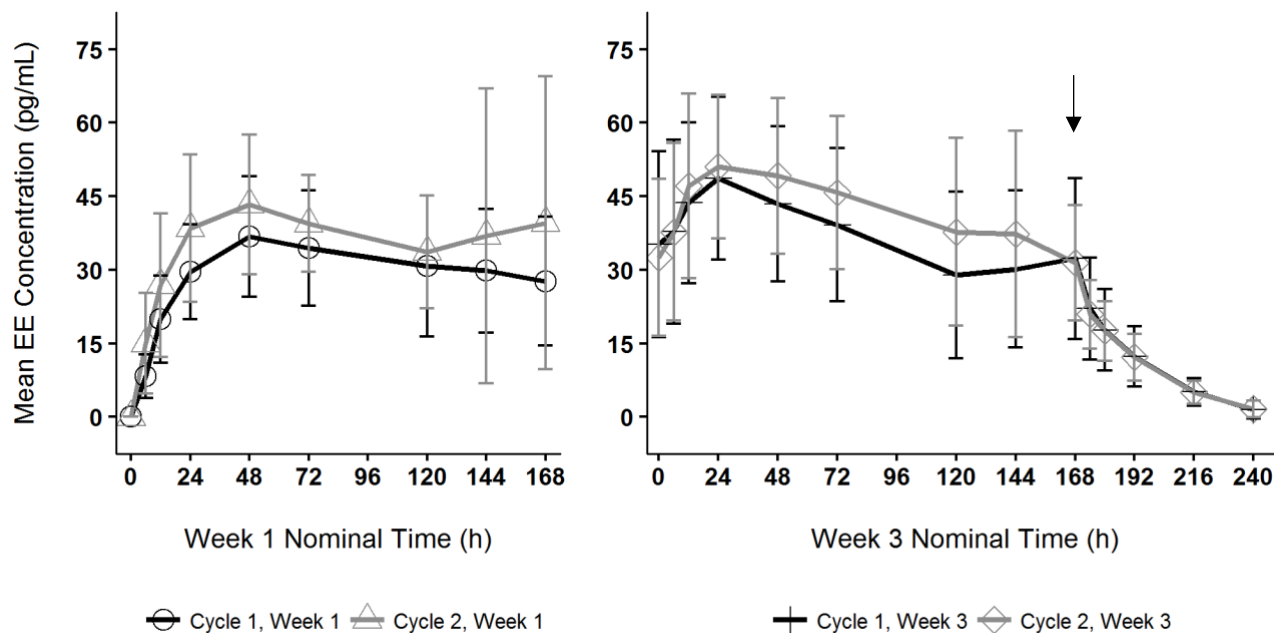 Mean EE Concentration (pg/mL)
75
60
45
30
15
0
0 24 48 72 96 120 144 168
Week 1 Nominal Time (h)
Cycle 1, Week 1 Cycle 2, Week 1
75
60
45
30
15
0
0 24 48 72 96 120 144 168 192 216 240
Week 3 Nominal Time (h)
Cycle 1, Week 3 Cycle 2, Week 3